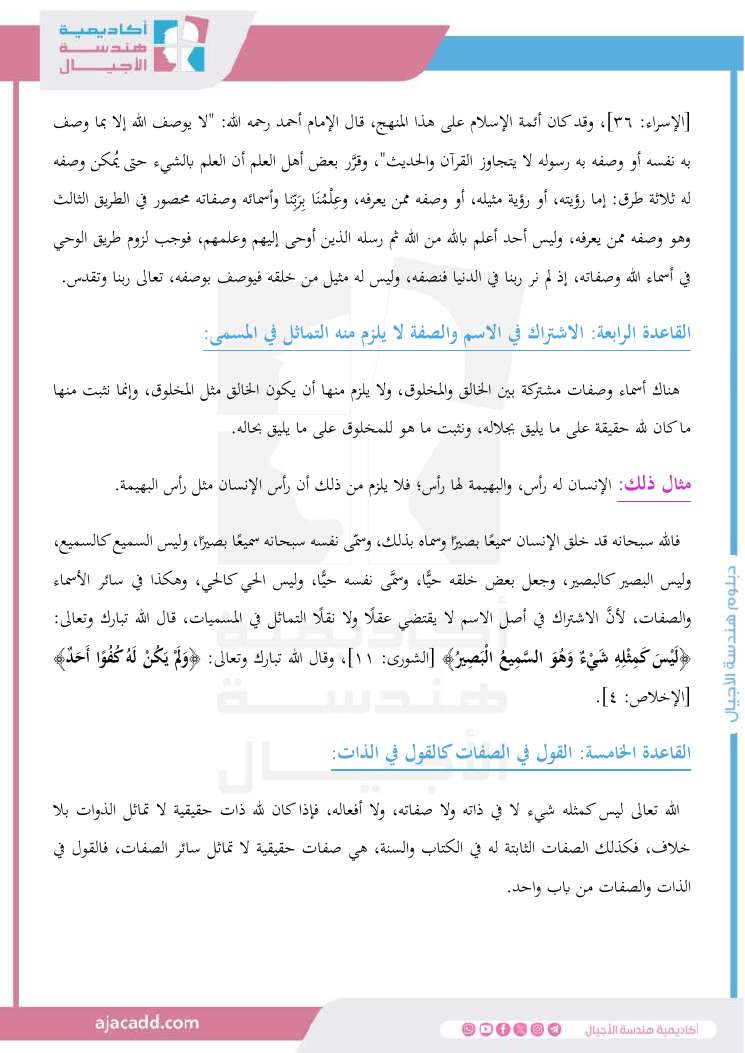 أكاديمية
هندسة
الأجيال
[الإسراء: ٣٦]، وقد كان أئمة الإسلام على هذا المنهج، قال الإمام أحمد رحمه الله: "لا يوصف الله إلا بما وصف
به نفسه أو وصفه به رسوله لا يتجاوز القرآن والحديث"، وقرَّر بعض أهل العلم أن العلم بالشيء حتى يُمكن وصفه
له ثلاثة طرق: إما رؤيته، أو رؤية مثيله، أو وصفه ممن يعرفه، وعِلْمُنَا بِرَبِّنا وأسمائه وصفاته محصور في الطريق الثالث
وهو وصفه ممن يعرفه، وليس أحد أعلم بالله من الله ثم رسله الذين أوحى إليهم وعلمهم، فوجب لزوم طريق الوحي
في أسماء الله وصفاته، إذ لم نر ربنا في الدنيا فنصفه، وليس له مثيل من خلقه فيوصف بوصفه، تعالى ربنا وتقدس.
القاعدة الرابعة: الاشتراك في الاسم والصفة لا يلزم منه التماثل في المسمى:
هناك أسماء وصفات مشتركة بين الخالق والمخلوق، ولا يلزم منها أن يكون الخالق مثل المخلوق، وإنما نثبت منها
ما كان لله حقيقة على ما يليق بجلاله، ونثبت ما هو للمخلوق على ما يليق بحاله.
مثال ذلك: الإنسان له رأس، والبهيمة لها رأس؛ فلا يلزم من ذلك أن رأس الإنسان مثل رأس البهيمة.
فالله سبحانه قد خلق الإنسان سميعًا بصيرًا وسماه بذلك، وسمّى نفسه سبحانه سميعًا بصيرًا، وليس السميع كالسميع،
وليس البصير كالبصير، وجعل بعض خلقه حيًّا، وسمَّى نفسه حيًّا، وليس الحي كالحي، وهكذا في سائر الأسماء
والصفات، لأنَّ الاشتراك في أصل الاسم لا يقتضي عقلًا ولا نقلًا التماثل في المسميات، قال الله تبارك وتعالى:
﴿لَيْسَ كَمِثْلِهِ شَيْءٌ وَهُوَ السَّمِيعُ الْبَصِيرُ﴾ [الشورى: ١١]، وقال الله تبارك وتعالى: ﴿وَلَمْ يَكُنْ لَهُ كُفُوًا أَحَدٌ﴾
[الإخلاص: ٤].
القاعدة الخامسة: القول في الصفات كالقول في الذات:
الله تعالى ليس كمثله شيء لا في ذاته ولا صفاته، ولا أفعاله، فإذا كان لله ذات حقيقية لا تماثل الذوات بلا
خلاف، فكذلك الصفات الثابتة له في الكتاب والسنة، هي صفات حقيقية لا تماثل سائر الصفات، فالقول في
الذات والصفات من باب واحد.
دبلوم هندسة الأجيال
أكاديمية
هندسة
الأجيال
ajacadd.com
أكاديمية هندسة الأجيال